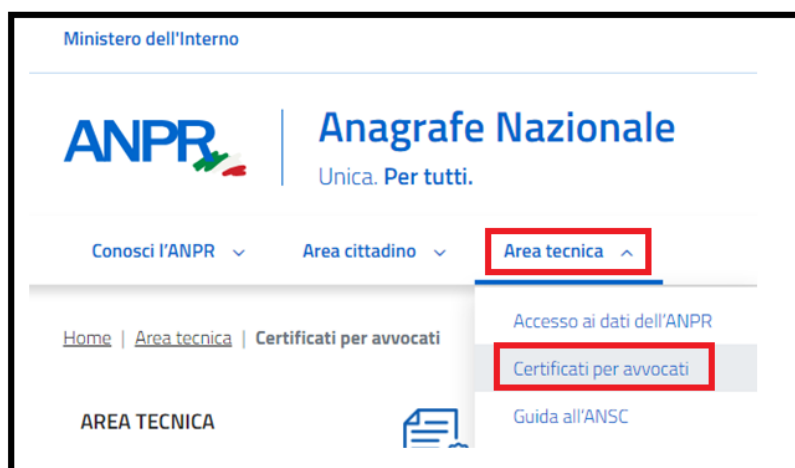 Ministero dell'Interno
ANPR
Anagrafe Nazionale
Unica. Per tutti.
Conosci l'ANPR Area cittadino Area tecnica
Accesso ai dati dell'ANPR
Certificati per avvocati
Guida all'ANSC
Home | Area tecnica | Certificati per avvocati
AREA TECNICA